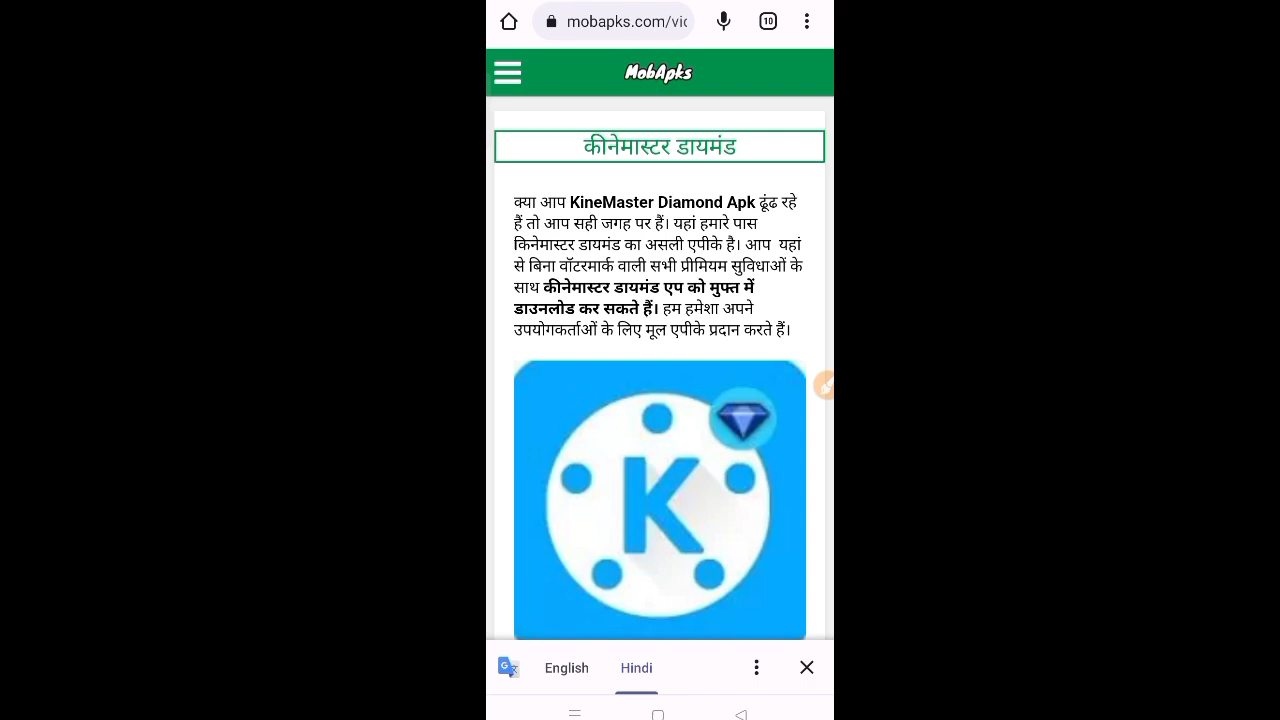 mobapks.com/vic
10
MobApks
कीनेमास्टर डायमंड
क्या आप KineMaster Diamond Apk ढूंढ रहे
हैं तो आप सही जगह पर हैं। यहां हमारे पास
किनेमास्टर डायमंड का असली एपीके है। आप यहां
से बिना वॉटरमार्क वाली सभी प्रीमियम सुविधाओं के
साथ कीनेमास्टर डायमंड एप को मुफ्त में
डाउनलोड कर सकते हैं। हम हमेशा अपने
उपयोगकर्ताओं के लिए मूल एपीके प्रदान करते हैं।
K
English Hindi